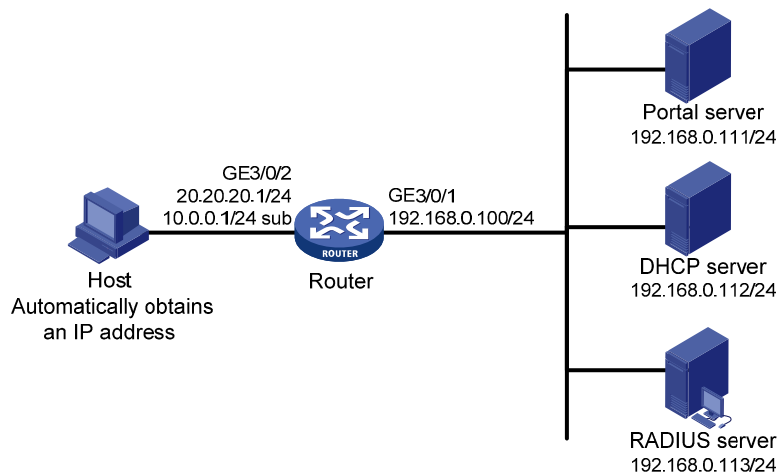 Portal server
192.168.0.111/24
GE3/0/2
20.20.20.1/24
10.0.0.1/24 sub
GE3/0/1
192.168.0.100/24
ROUTER
Host
Automatically obtains
an IP address
Router
DHCP server
192.168.0.112/24
RADIUS server
192.168.0.113/24